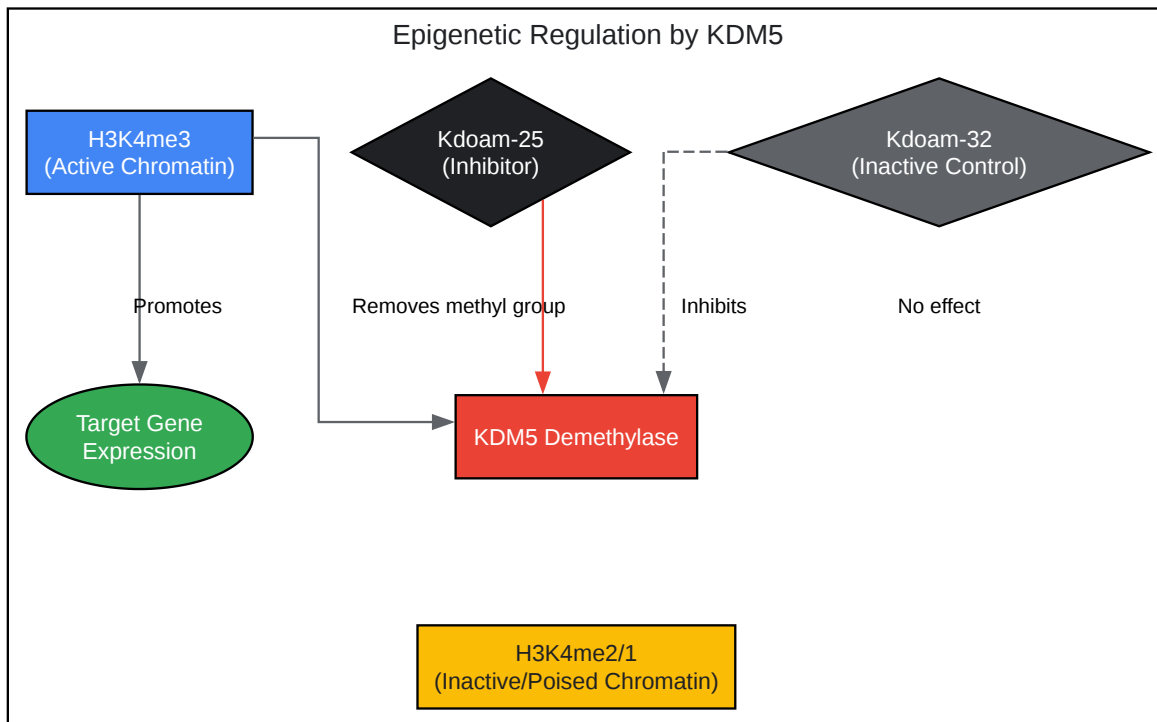 Epigenetic Regulation by KDM5
H3K4me3
(Active Chromatin)
Kdoam-25
(Inhibitor)
Kdoam-32
(Inactive Control)
Promotes
Removes methyl group
Inhibits
No effect
Target Gene
Expression
KDM5 Demethylase
H3K4me2/1
(Inactive/Poised Chromatin)